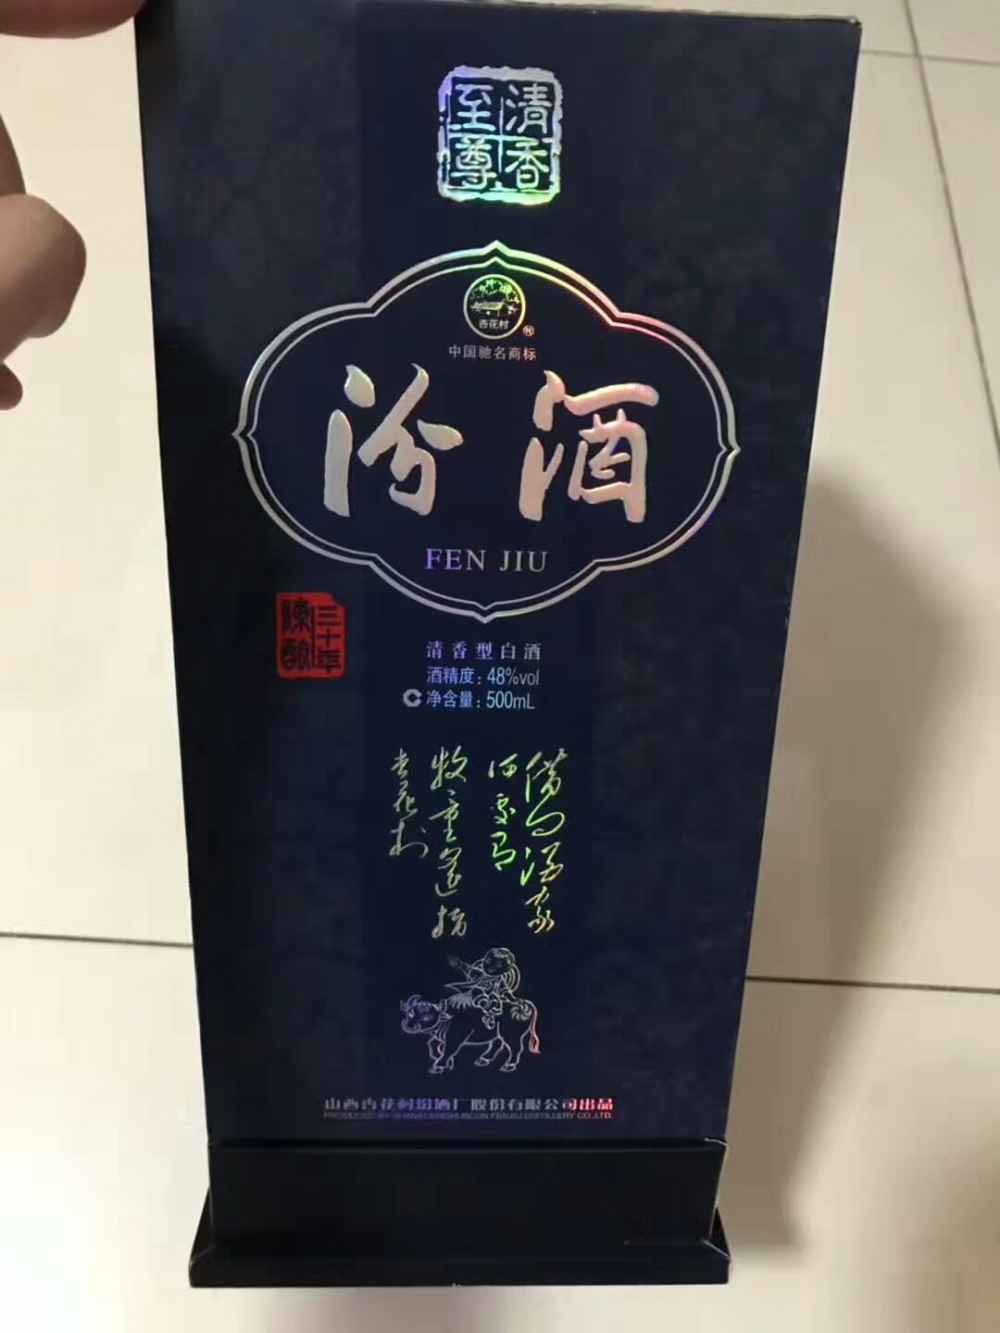 清香至尊
杏花村
®
中国驰名商标
汾酒
FEN JIU
三十年陳釀
清香型白酒
酒精度：48%vol
C 净含量：500mL
借问酒家
何处有
牧童遥指
杏花村
山西杏花村汾酒厂股份有限公司出品